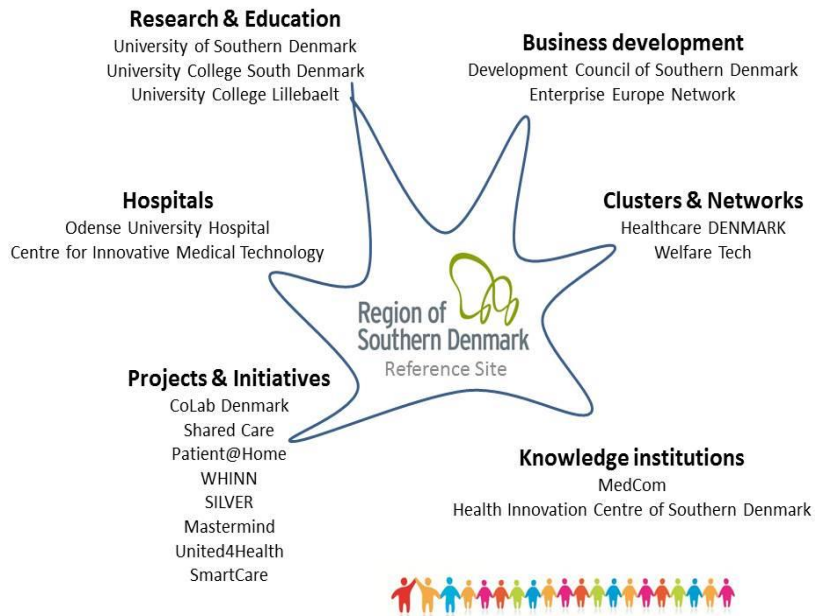 Research & Education
University of Southern Denmark
University College South Denmark
University College Lillebaelt
Business development
Development Council of Southern Denmark
Enterprise Europe Network
Hospitals
Odense University Hospital
Centre for Innovative Medical Technology
Clusters & Networks
Healthcare DENMARK
Welfare Tech
Region of
Southern Denmark
Reference Site
Projects & Initiatives
CoLab Denmark
Shared Care
Patient@Home
WHINN
SILVER
Mastermind
United4Health
SmartCare
Knowledge institutions
MedCom
Health Innovation Centre of Southern Denmark